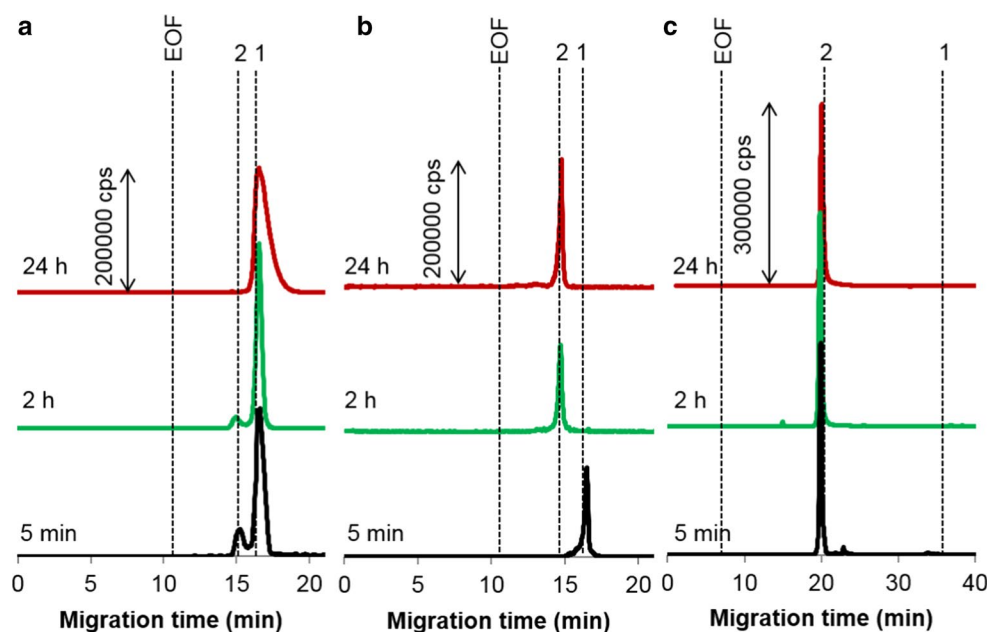 a
EOF
2 1
200000 cps
24 h
2 h
5 min
0 5 10 15 20
Migration time (min)
b
EOF
2 1
200000 cps
24 h
2 h
5 min
0 5 10 15 20
Migration time (min)
c
EOF
2
1
300000 cps
24 h
2 h
5 min
0 10 20 30 40
Migration time (min)